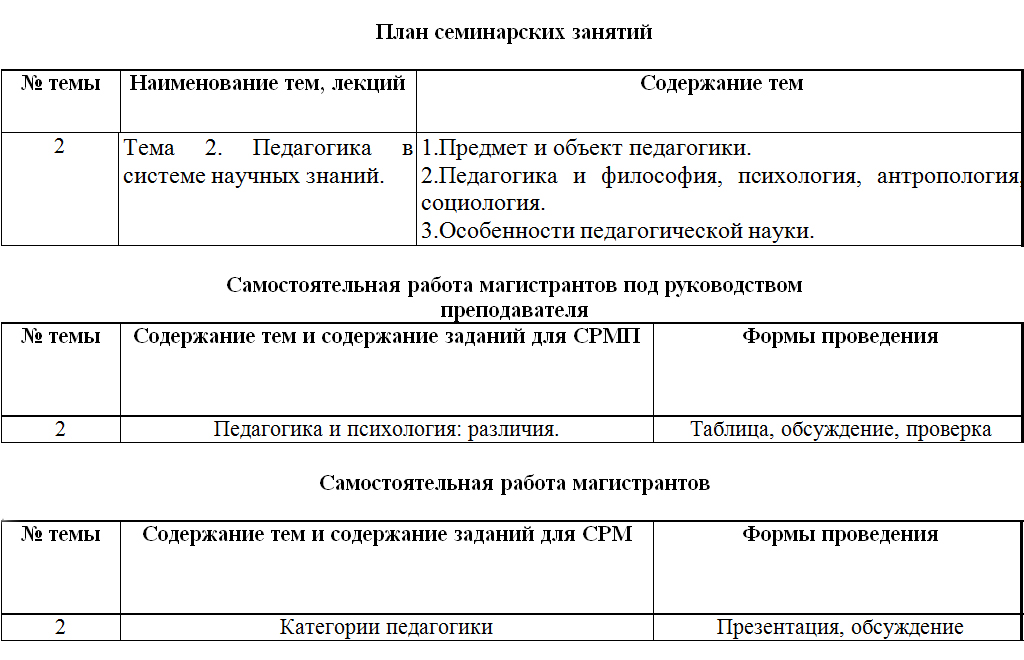 План семинарских занятий
№ темы Наименование тем, лекций Содержание тем
2 Тема 2. Педагогика в 1.Предмет и объект педагогики.
системе научных знаний. 2.Педагогика и философия, психология, антропология,
социология.
3.Особенности педагогической науки.
Самостоятельная работа магистрантов под руководством
преподавателя
№ темы Содержание тем и содержание заданий для СРМП Формы проведения
2 Педагогика и психология: различия. Таблица, обсуждение, проверка
Самостоятельная работа магистрантов
№ темы Содержание тем и содержание заданий для СРМ Формы проведения
2 Категории педагогики Презентация, обсуждение